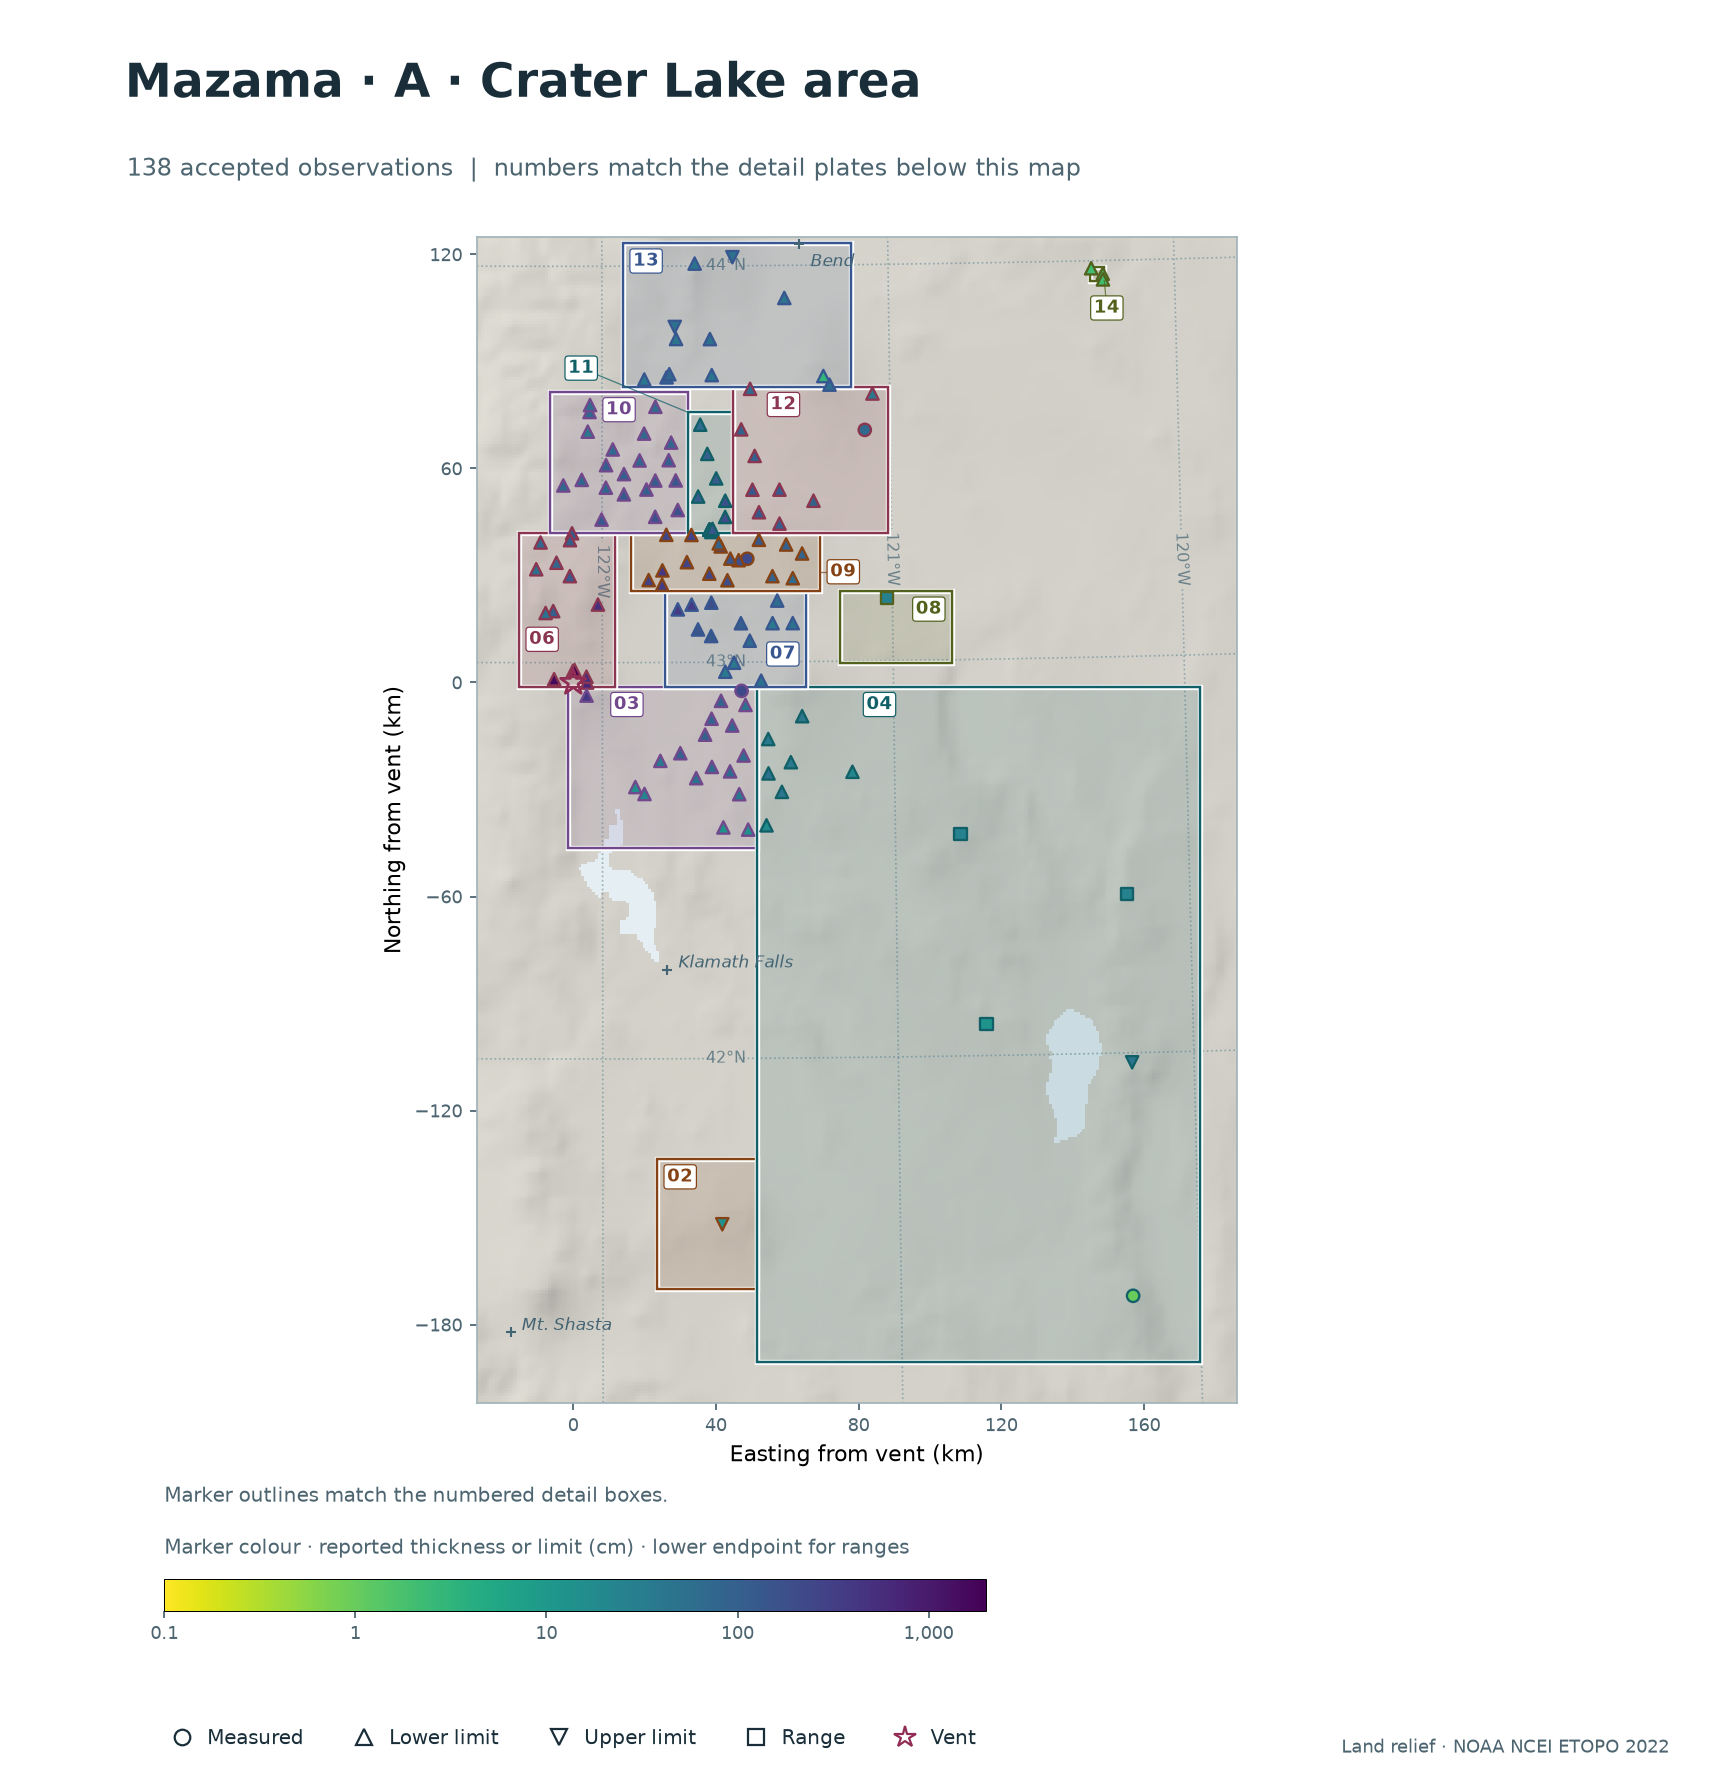 Mazama · A · Crater Lake area
138 accepted observations | numbers match the detail plates below this map
120
60
0
−60
−120
−180
Northing from vent (km)
13
44°N
Bend
14
11
12
10
122°W
121°W
120°W
09
08
06
07
43°N
03
04
Klamath Falls
42°N
02
Mt. Shasta
0
40
80
120
160
Easting from vent (km)
Marker outlines match the numbered detail boxes.
Marker colour · reported thickness or limit (cm) · lower endpoint for ranges
0.1
1
10
100
1,000
Measured
Lower limit
Upper limit
Range
Vent
Land relief · NOAA NCEI ETOPO 2022